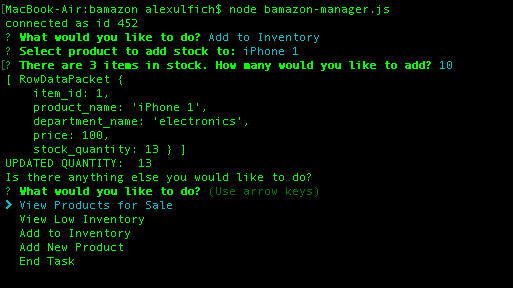 [MacBook-Air:bamazon alexulfich$ node bamazon-manager.js
connected as id 452
? What would you like to do? Add to Inventory
? Select product to add stock to: iPhone 1
[? There are 3 items in stock. How many would you like to add? 10
[ RowDataPacket {
item_id: 1,
product_name: 'iPhone 1',
department_name: 'electronics',
price: 100,
stock_quantity: 13 } ]
UPDATED QUANTITY:  13
Is there anything else you would like to do?
? What would you like to do? (Use arrow keys)
❯ View Products for Sale
View Low Inventory
Add to Inventory
Add New Product
End Task